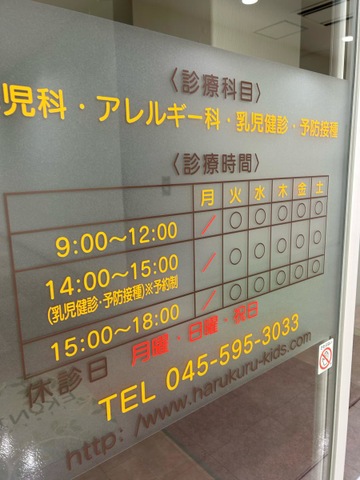 〈診療科目〉
児科・アレルギー科・乳児健診・予防接種
〈診療時間〉
月 火 水 木 金 土
9:00〜12:00 / ○ ○ ○ ○ ○
14:00〜15:00 / ○ ○ ○ ○ ○
(乳児健診・予防接種)※予約制
15:00〜18:00 / ○ ○ ○ ○ ○
休診日 月曜・日曜・祝日
TEL 045-595-3033
http: /www.harukuru-kids.com